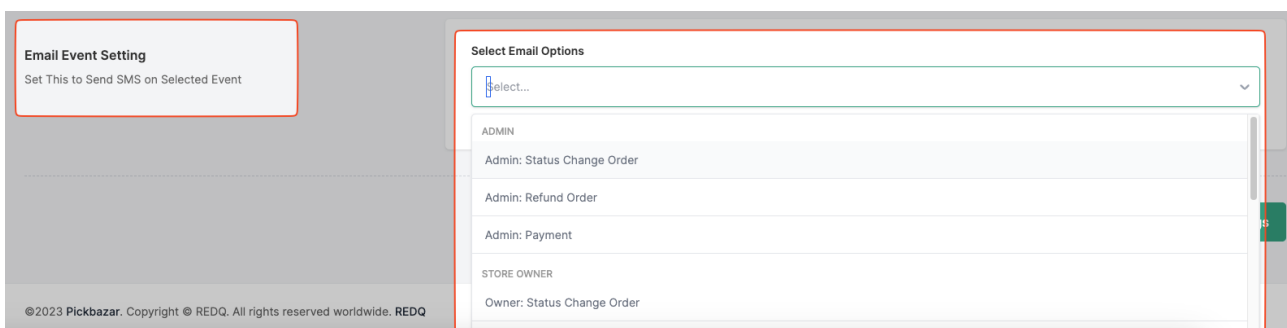 Email Event Setting
Set This to Send SMS on Selected Event
Select Email Options
Select...
ADMIN
Admin: Status Change Order
Admin: Refund Order
Admin: Payment
STORE OWNER
Owner: Status Change Order
©2023 Pickbazar. Copyright © REDQ. All rights reserved worldwide. REDQ